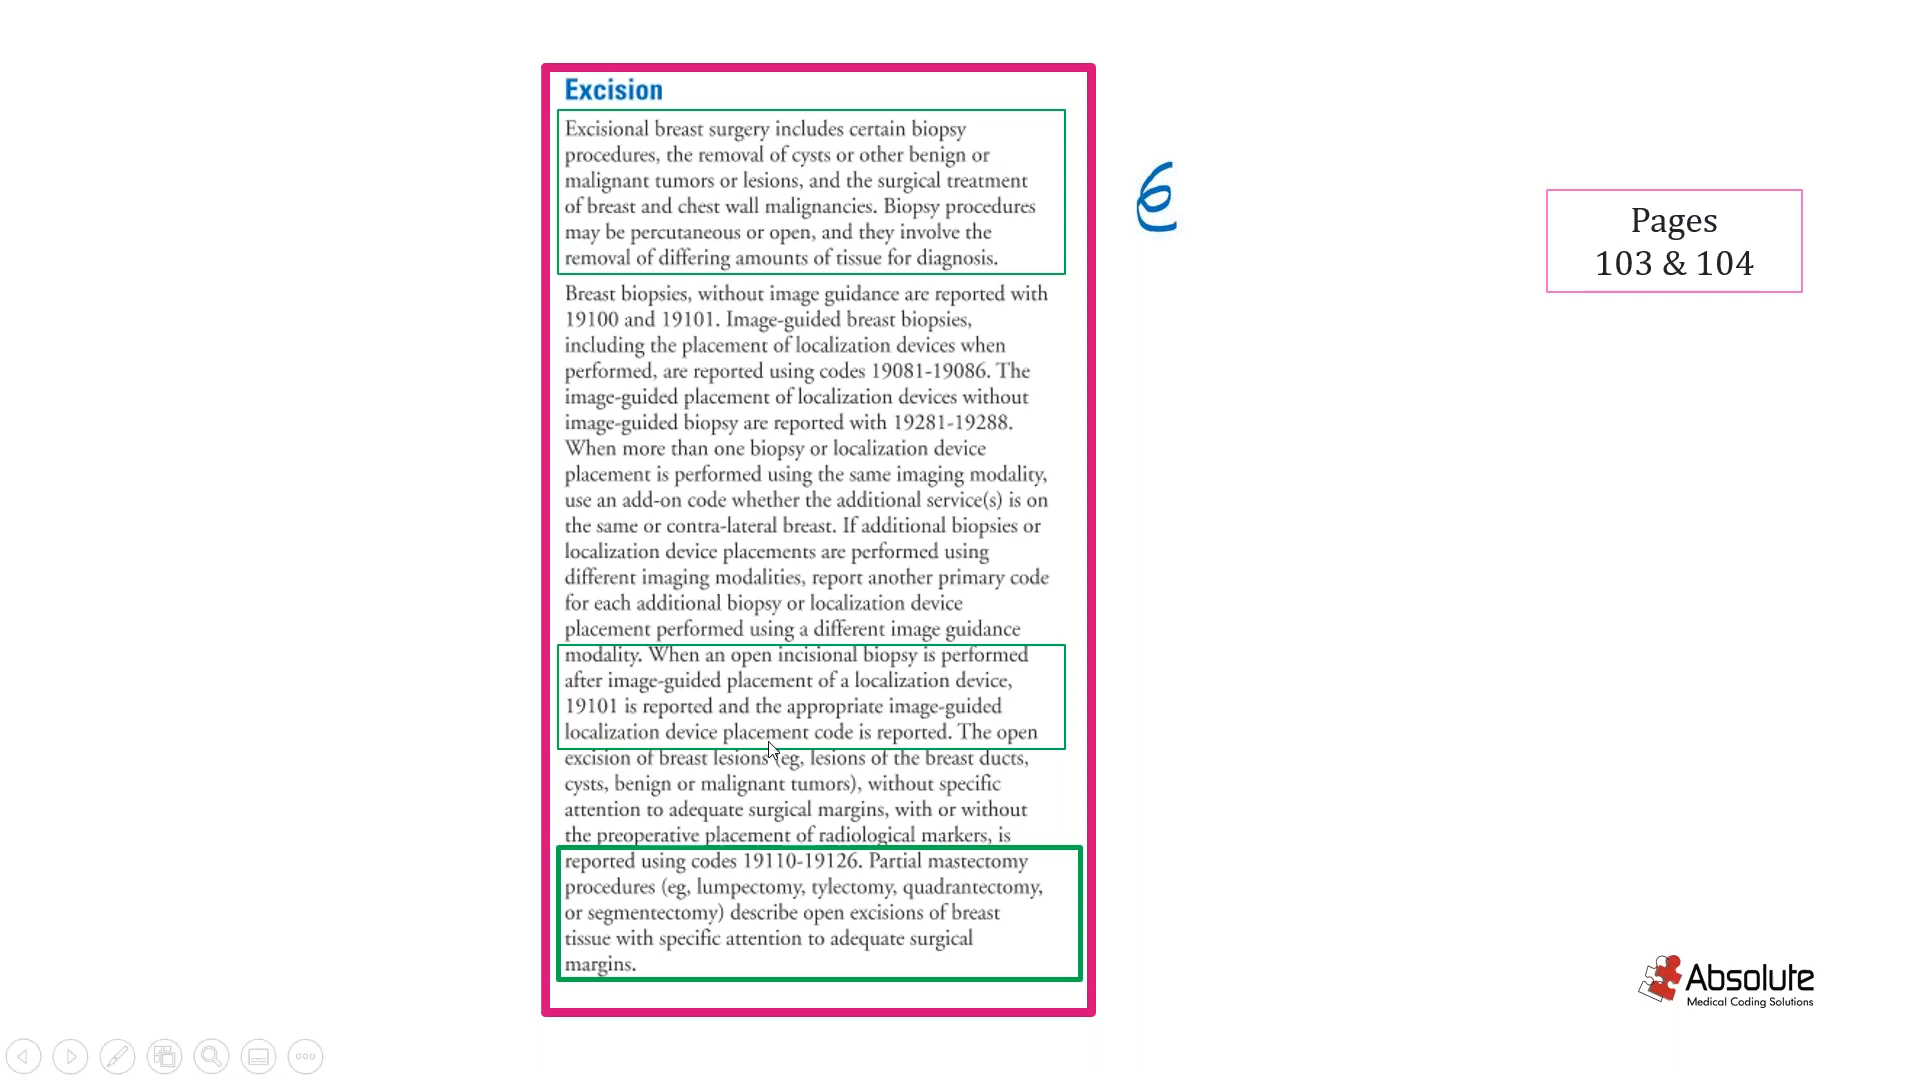 Excision
Excisional breast surgery includes certain biopsy
procedures, the removal of cysts or other benign or
malignant tumors or lesions, and the surgical treatment
of breast and chest wall malignancies. Biopsy procedures
may be percutaneous or open, and they involve the
removal of differing amounts of tissue for diagnosis.
Breast biopsies, without image guidance are reported with
19100 and 19101. Image-guided breast biopsies,
including the placement of localization devices when
performed, are reported using codes 19081-19086. The
image-guided placement of localization devices without
image-guided biopsy are reported with 19281-19288.
When more than one biopsy or localization device
placement is performed using the same imaging modality,
use an add-on code whether the additional service(s) is on
the same or contra-lateral breast. If additional biopsies or
localization device placements are performed using
different imaging modalities, report another primary code
for each additional biopsy or localization device
placement performed using a different image guidance
modality. When an open incisional biopsy is performed
after image-guided placement of a localization device,
19101 is reported and the appropriate image-guided
localization device placement code is reported. The open
excision of breast lesions (eg, lesions of the breast ducts,
cysts, benign or malignant tumors), without specific
attention to adequate surgical margins, with or without
the preoperative placement of radiological markers, is
reported using codes 19110-19126. Partial mastectomy
procedures (eg, lumpectomy, tylectomy, quadrantectomy,
or segmentectomy) describe open excisions of breast
tissue with specific attention to adequate surgical
margins.
Pages
103 & 104
Absolute
Medical Coding Solutions